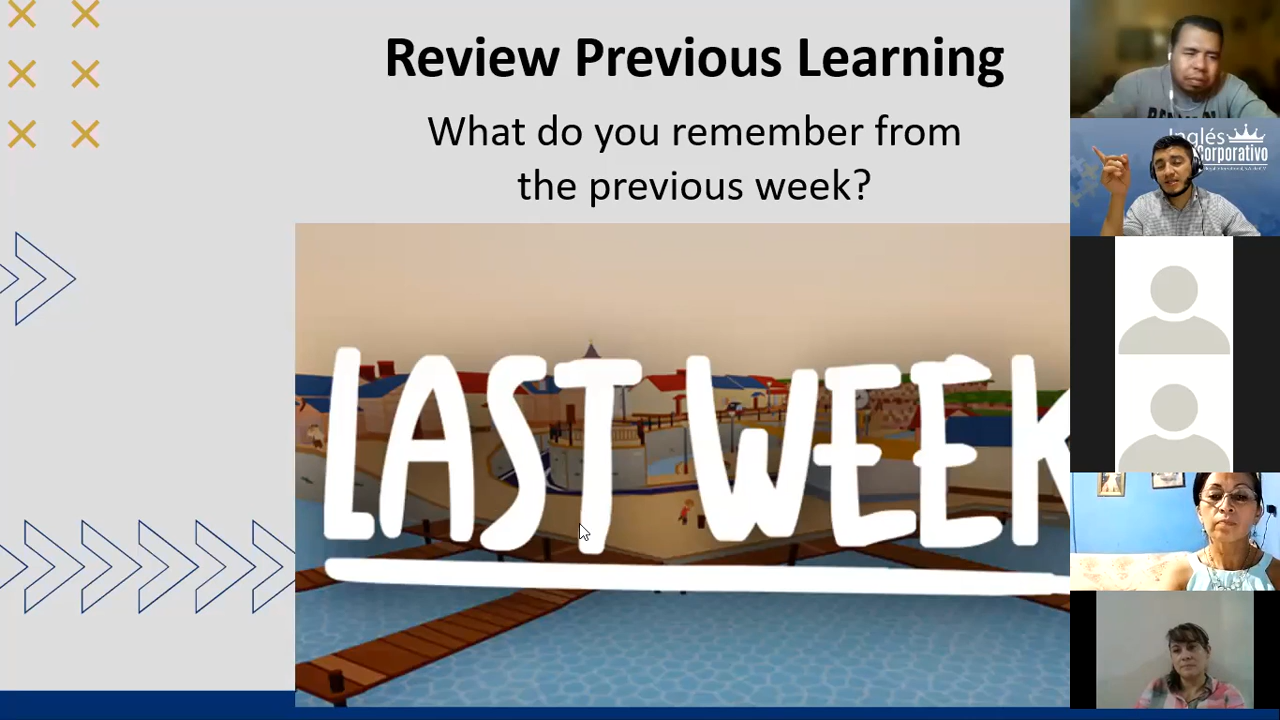 Review Previous Learning
What do you remember from
the previous week?
LAST WEEK
Inglés
Corporativo